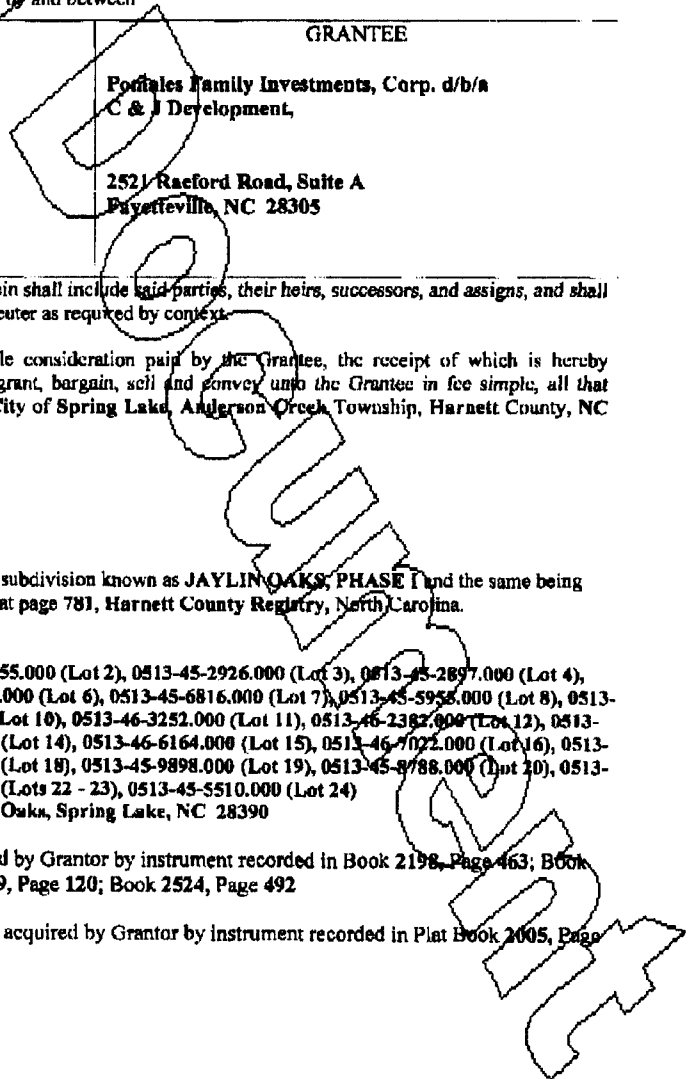 by and between
GRANTEE
Pontales Family Investments, Corp. d/b/a
C & J Development,
2521 Raeford Road, Suite A
Fayetteville, NC 28305
in shall include said parties, their heirs, successors, and assigns, and shall
euter as required by context.
le consideration paid by the Grantee, the receipt of which is hereby
grant, bargain, sell and convey unto the Grantee in fee simple, all that
City of Spring Lake, Anderson Creek Township, Harnett County, NC
subdivision known as JAYLIN OAKS, PHASE I and the same being
at page 781, Harnett County Registry, North Carolina.
55.000 (Lot 2), 0513-45-2926.000 (Lot 3), 0513-45-2897.000 (Lot 4),
.000 (Lot 6), 0513-45-6816.000 (Lot 7), 0513-45-5958.000 (Lot 8), 0513-
Lot 10), 0513-46-3252.000 (Lot 11), 0513-46-2382.000 (Lot 12), 0513-
(Lot 14), 0513-46-6164.000 (Lot 15), 0513-46-7022.000 (Lot 16), 0513-
(Lot 18), 0513-45-9898.000 (Lot 19), 0513-45-8788.000 (Lot 20), 0513-
(Lots 22 - 23), 0513-45-5510.000 (Lot 24)
Oaks, Spring Lake, NC 28390
d by Grantor by instrument recorded in Book 2198, Page 463; Book
9, Page 120; Book 2524, Page 492
acquired by Grantor by instrument recorded in Plat Book 2005, Page
Document